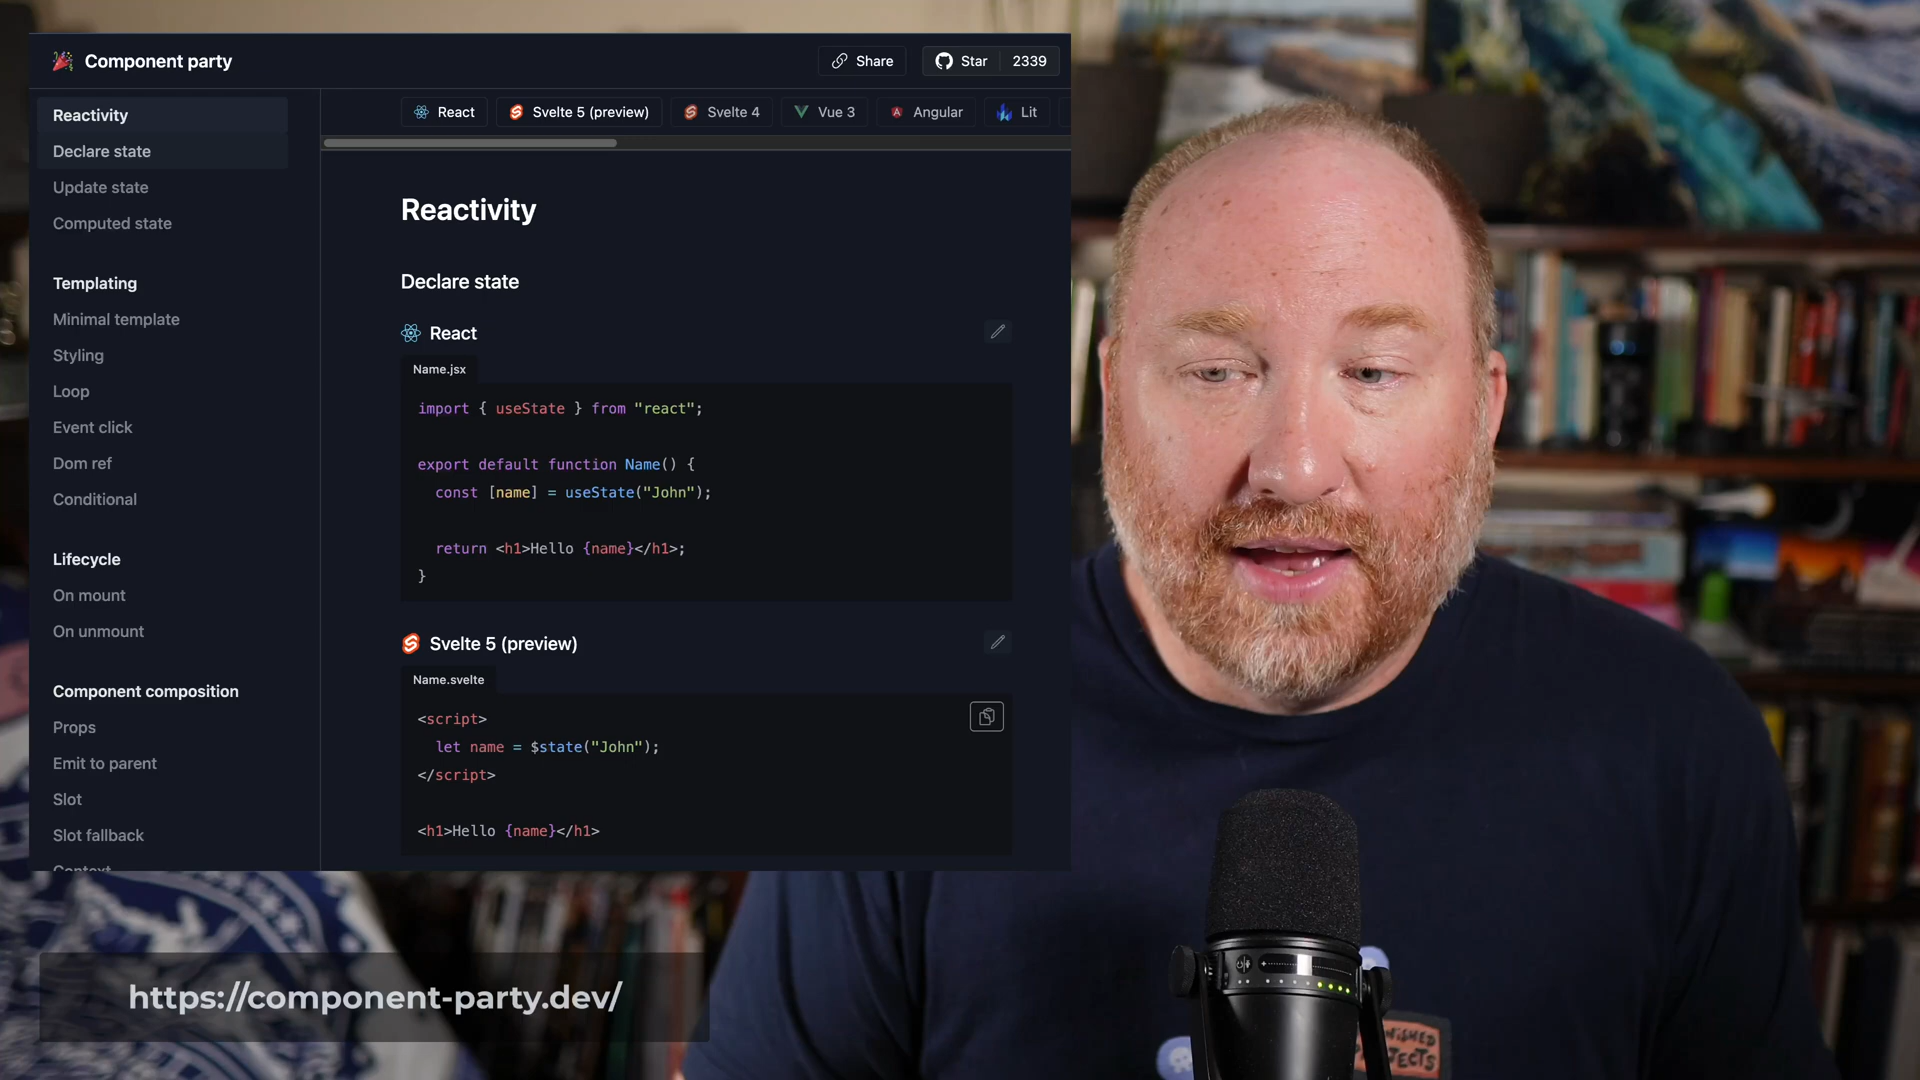 Component party
Share
Star 2339
Reactivity
Declare state
Update state
Computed state
Templating
Minimal template
Styling
Loop
Event click
Dom ref
Conditional
Lifecycle
On mount
On unmount
Component composition
Props
Emit to parent
Slot
Slot fallback
Context
React
Svelte 5 (preview)
Svelte 4
Vue 3
Angular
Lit
Reactivity
Declare state
React
Name.jsx
import { useState } from "react";
export default function Name() {
const [name] = useState("John");
return <h1>Hello {name}</h1>;
}
Svelte 5 (preview)
Name.svelte
<script>
let name = $state("John");
</script>
<h1>Hello {name}</h1>
https://component-party.dev/